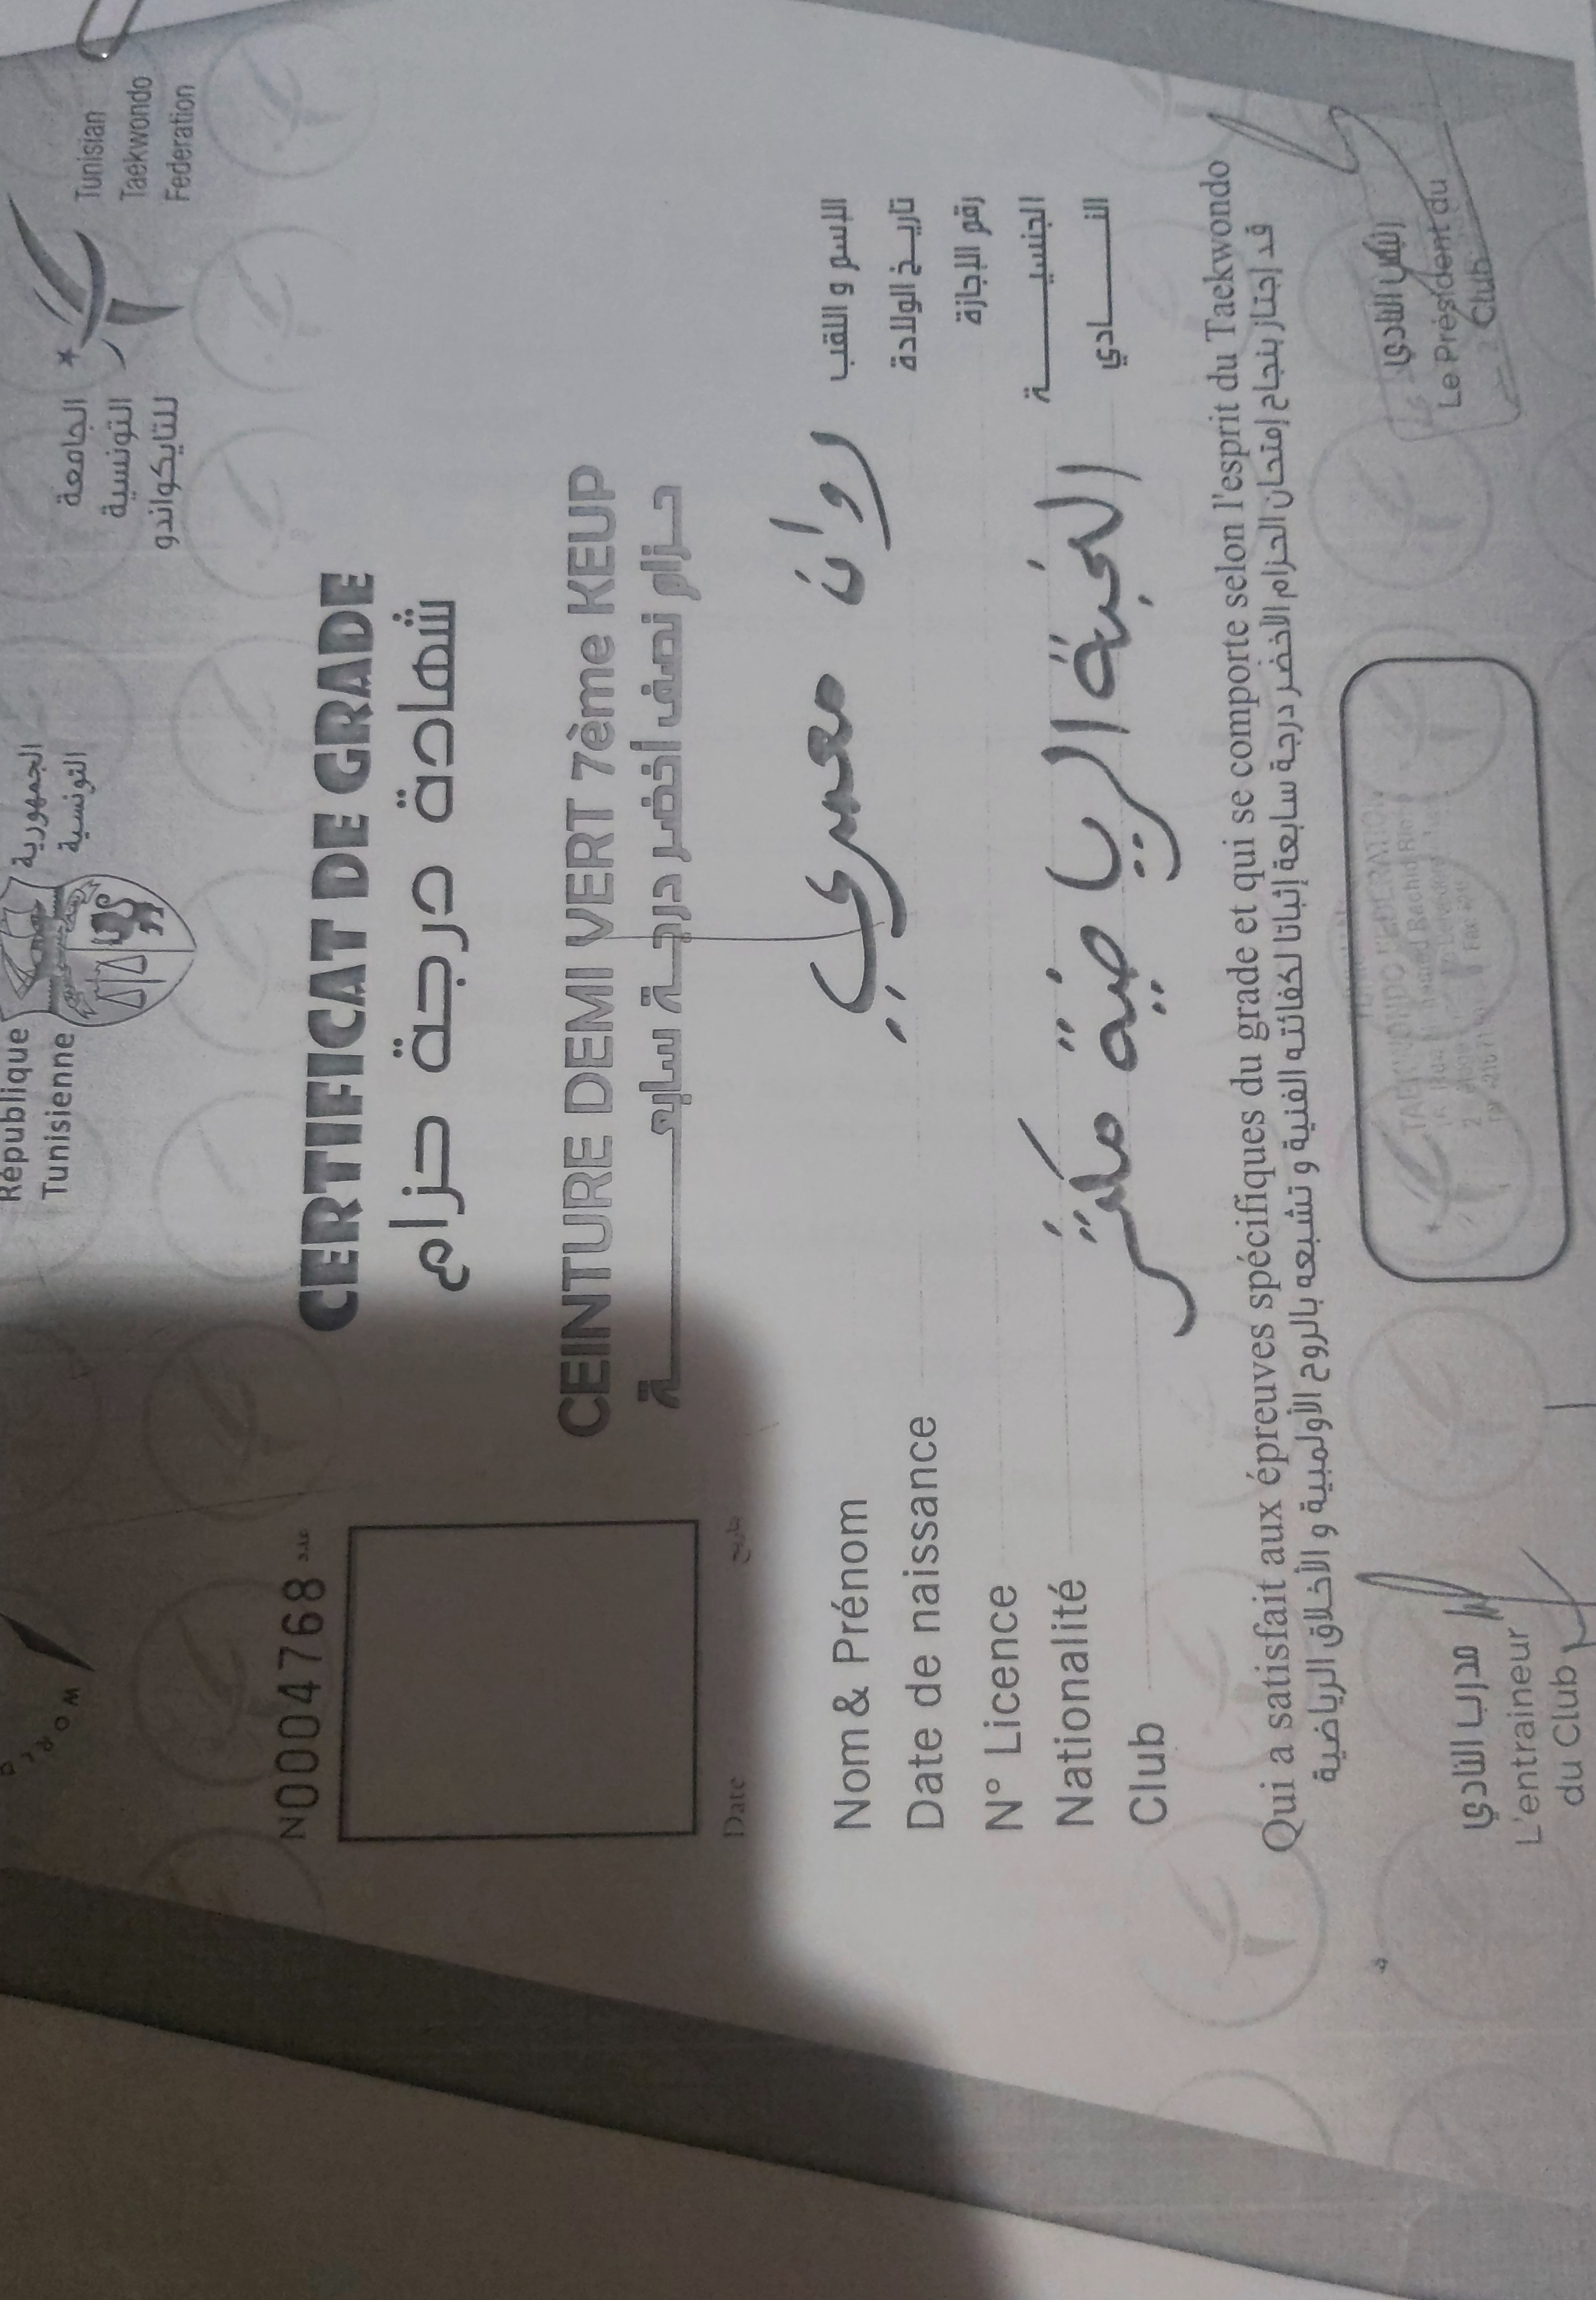 République
Tunisienne
الجمهورية
التونسية
الجامعة
التونسية
للتايكواندو
Tunisian
Taekwondo
Federation
N0004768 عدد
CERTIFICAT DE GRADE
شهادة درجة حزام
CEINTURE DEMI VERT 7ème KEUP
حزام نصف أخضر درجة سابعة
Date تاريخ
Nom & Prénom روان معمري الإسم و اللقب
Date de naissance تاريخ الولادة
N° Licence رقم الإجازة
Nationalité الجنسية
Club الرياضية النادي
Qui a satisfait aux épreuves spécifiques du grade et qui se comporte selon l'esprit du Taekwondo
قد إجتاز بنجاح إمتحان الحزام الأخضر درجة سابعة إثباتا لكفائته الفنية و تشبعه بالروح الأولمبية و الأخلاق الرياضية
مدرب النادي
L'entraineur
du Club
رئيس النادي
Le Président du
Club